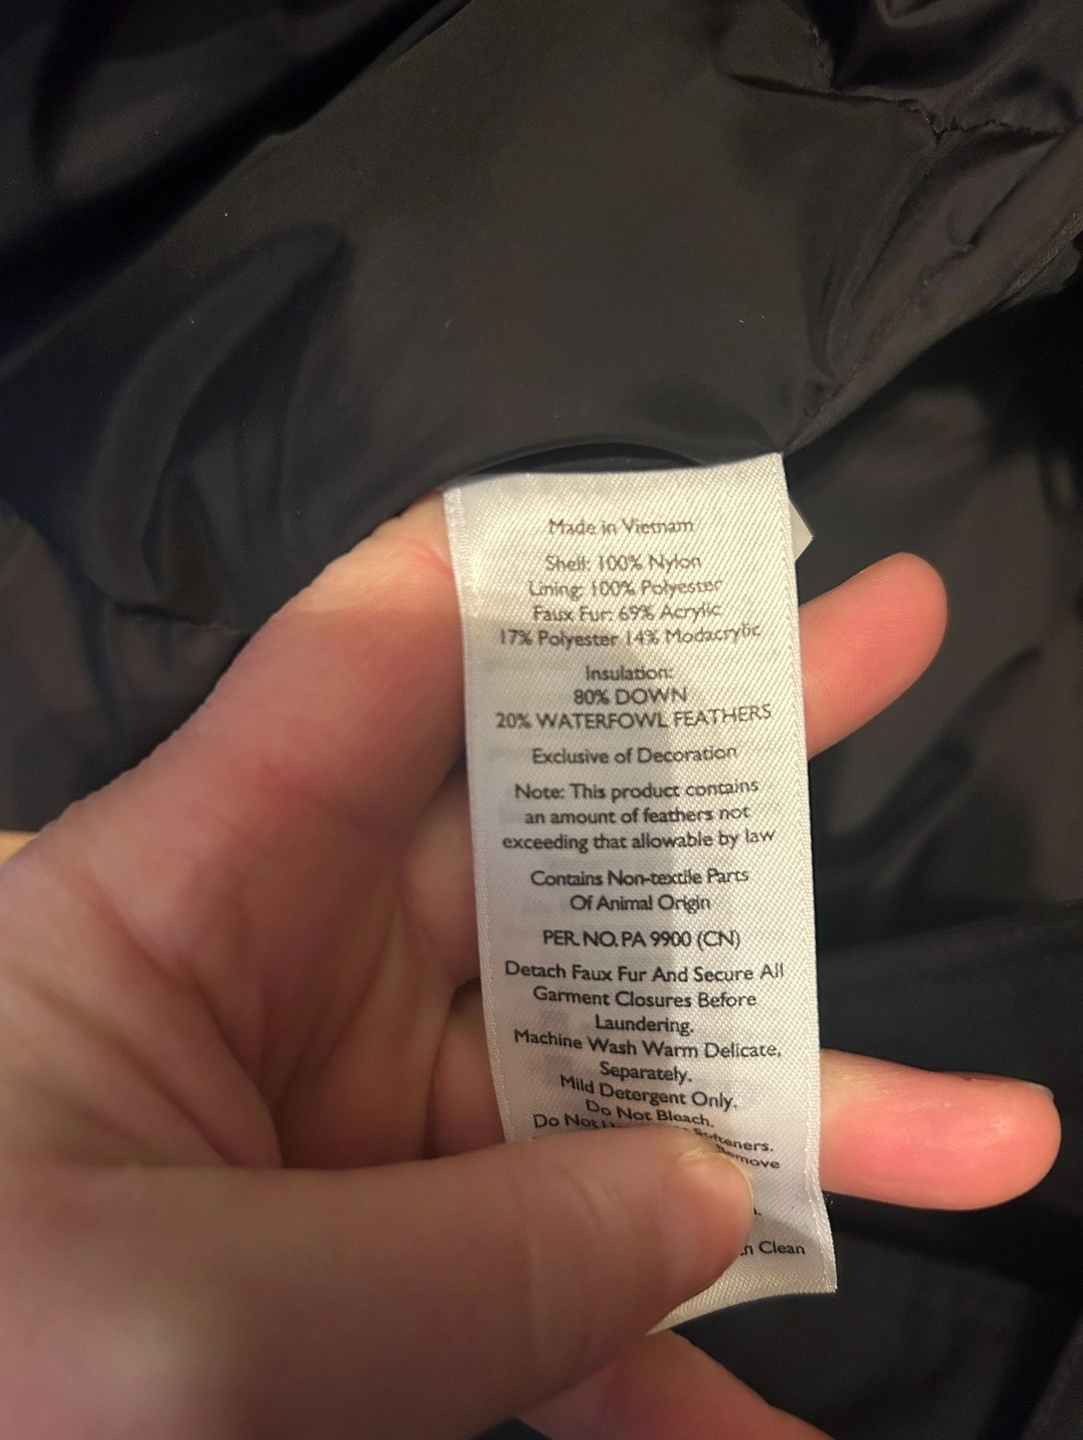 Made in Vietnam
Shell: 100% Nylon
Lining: 100% Polyester
Faux Fur: 69% Acrylic
17% Polyester 14% Modacrylic
Insulation:
80% DOWN
20% WATERFOWL FEATHERS
Exclusive of Decoration
Note: This product contains
an amount of feathers not
exceeding that allowable by law
Contains Non-textile Parts
Of Animal Origin
PER. NO. PA 9900 (CN)
Detach Faux Fur And Secure All
Garment Closures Before
Laundering.
Machine Wash Warm Delicate,
Separately.
Mild Detergent Only.
Do Not Bleach.
Do Not Softeners.
Remove
Clean